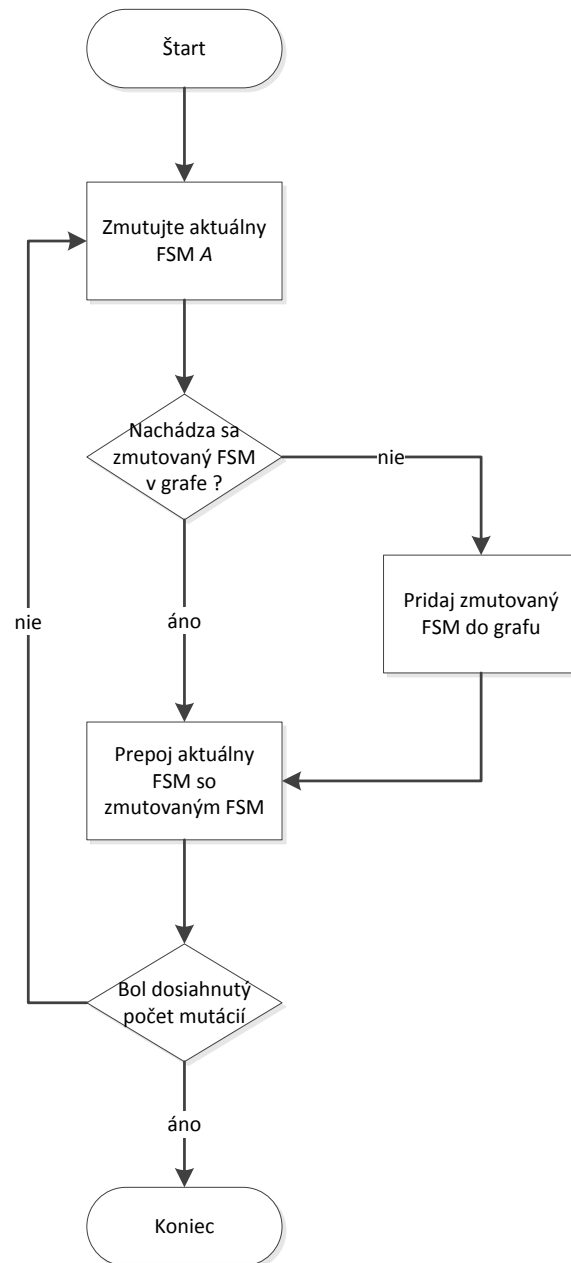 Štart
Zmutujte aktuálny
FSM A
Nachádza sa
zmutovaný FSM
v grafe ?
nie
Pridaj zmutovaný
FSM do grafu
nie
áno
Prepoj aktuálny
FSM so
zmutovaným FSM
Bol dosiahnutý
počet mutácií
áno
Koniec